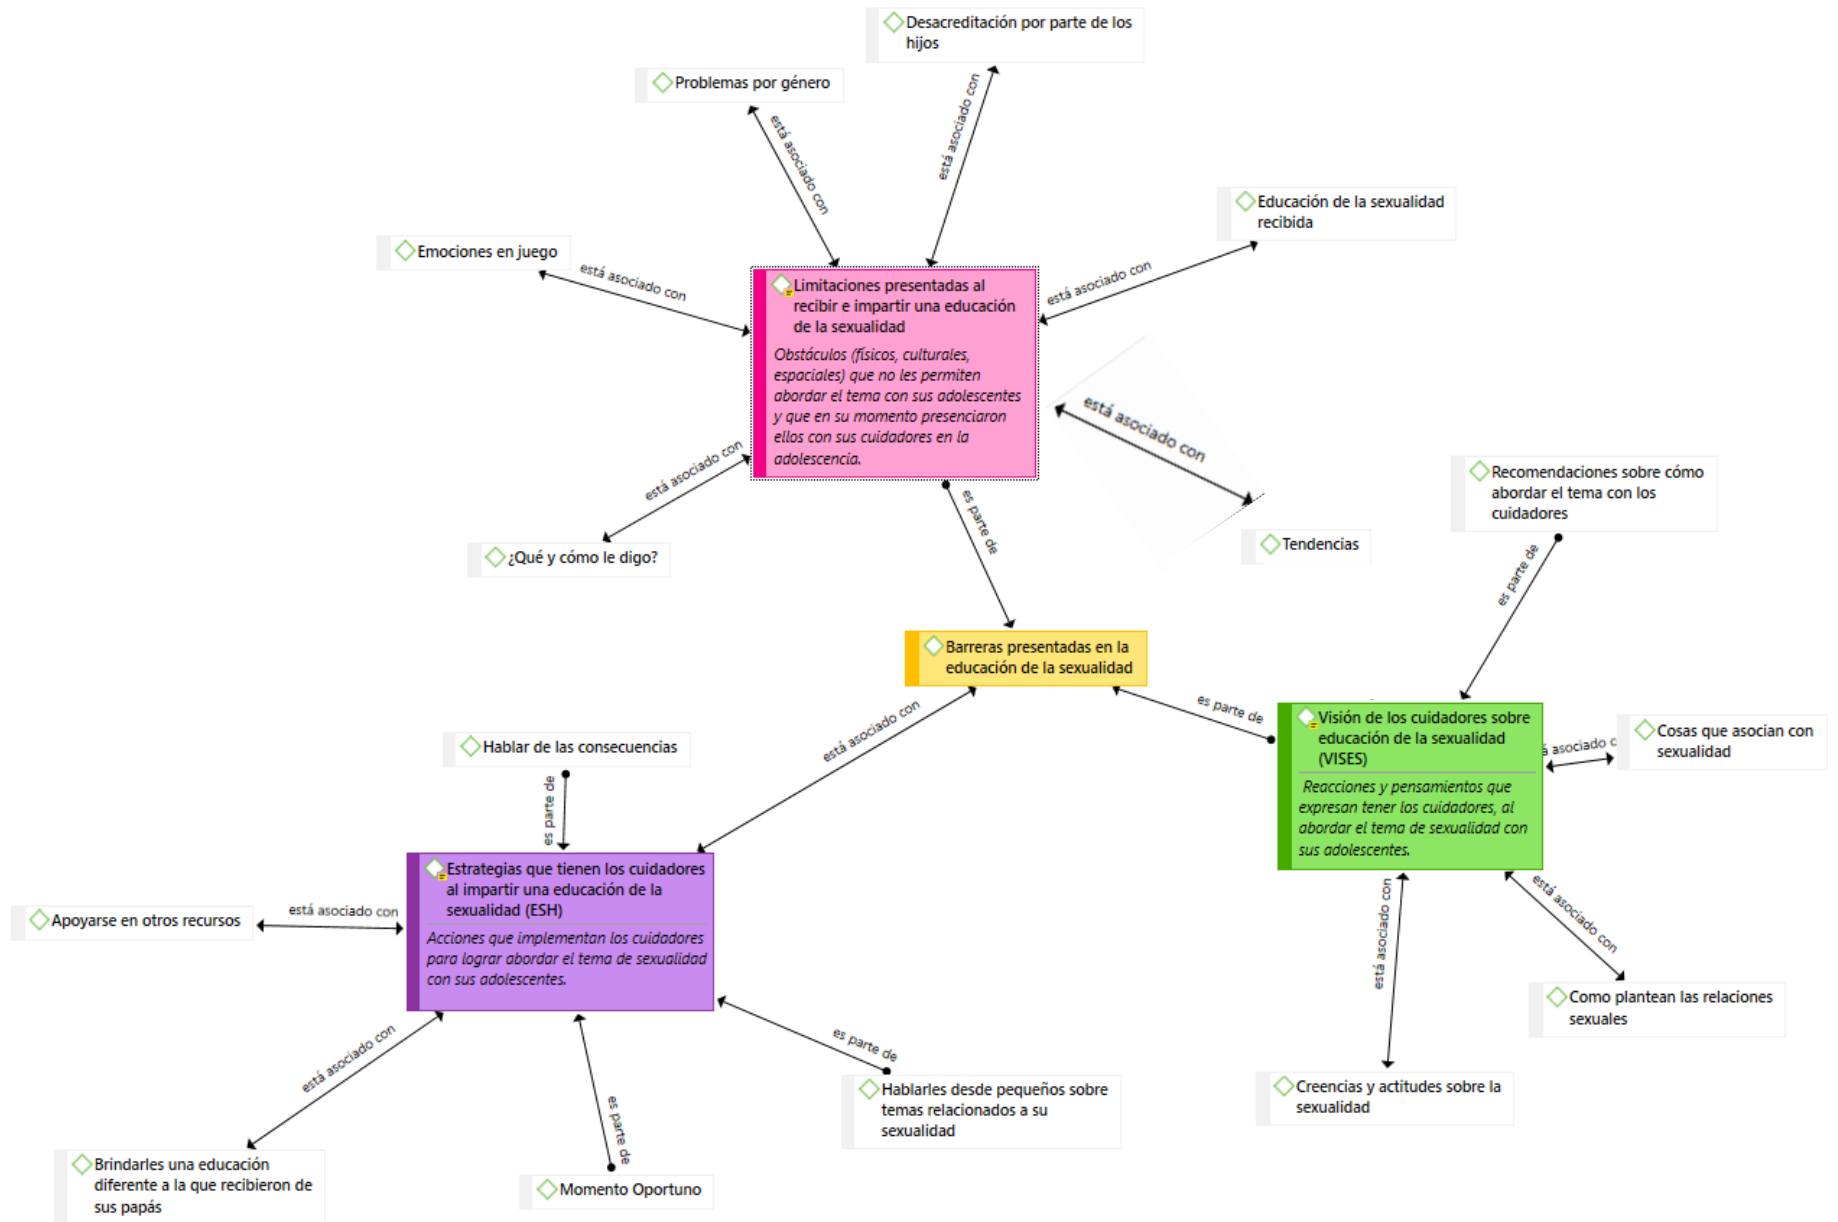 Desacreditación por parte de los
hijos
Problemas por género
está asociado con
está asociado con
Educación de la sexualidad
recibida
Emociones en juego
está asociado con
está asociado con
Limitaciones presentadas al
recibir e impartir una educación
de la sexualidad
Obstáculos (físicos, culturales,
espaciales) que no les permiten
abordar el tema con sus adolescentes
y que en su momento presenciaron
ellos con sus cuidadores en la
adolescencia.
está asociado con
está asociado con
¿Qué y cómo le digo?
es parte de
Tendencias
Recomendaciones sobre cómo
abordar el tema con los
cuidadores
es parte de
Barreras presentadas en la
educación de la sexualidad
está asociado con
es parte de
Visión de los cuidadores sobre
educación de la sexualidad
(VISES)
Reacciones y pensamientos que
expresan tener los cuidadores, al
abordar el tema de sexualidad con
sus adolescentes.
á asociado c
Cosas que asocian con
sexualidad
Hablar de las consecuencias
es parte de
Estrategias que tienen los cuidadores
al impartir una educación de la
sexualidad (ESH)
Acciones que implementan los cuidadores
para lograr abordar el tema de sexualidad
con sus adolescentes.
Apoyarse en otros recursos
está asociado con
está asociado con
está asociado con
Como plantean las relaciones
sexuales
Creencias y actitudes sobre la
sexualidad
está asociado con
es parte de
es parte de
Hablarles desde pequeños sobre
temas relacionados a su
sexualidad
Brindarles una educación
diferente a la que recibieron de
sus papás
Momento Oportuno